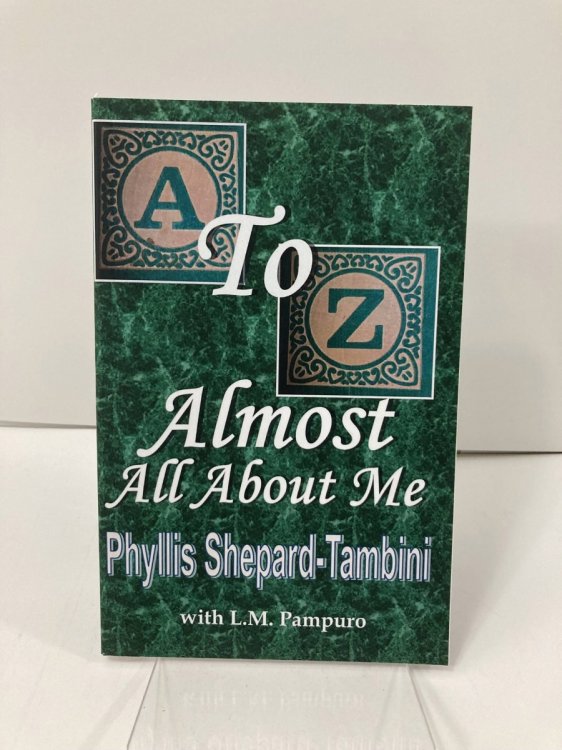 A
To
Z
Almost
All About Me
Phyllis Shepard-Tambini
with L.M. Pampuro